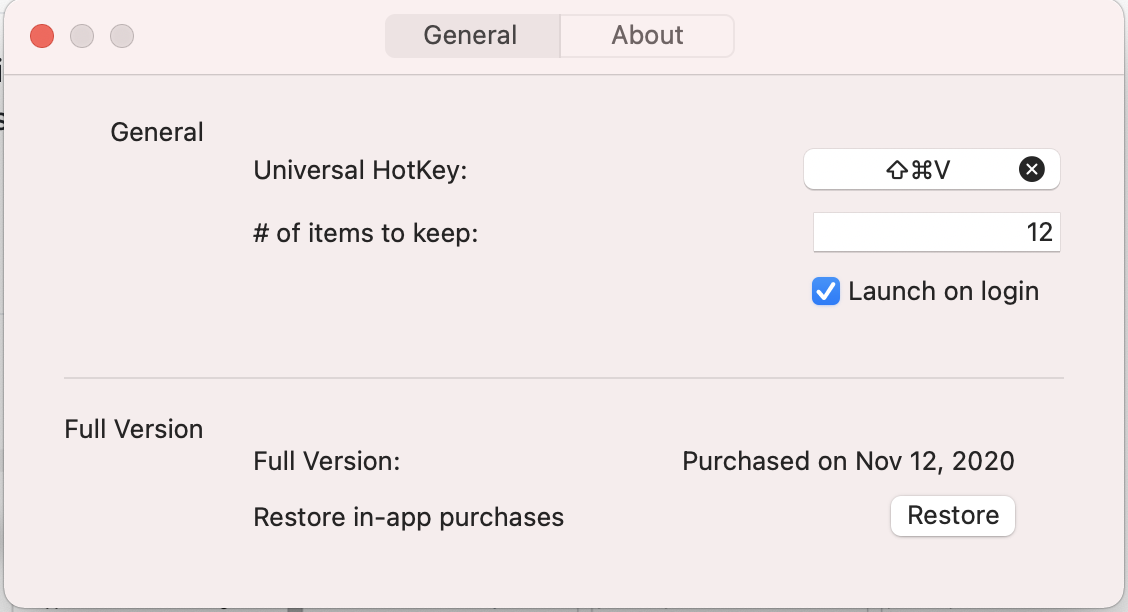 General
About
General
Universal HotKey:
⇧⌘V
# of items to keep:
12
Launch on login
Full Version
Full Version:
Purchased on Nov 12, 2020
Restore in-app purchases
Restore